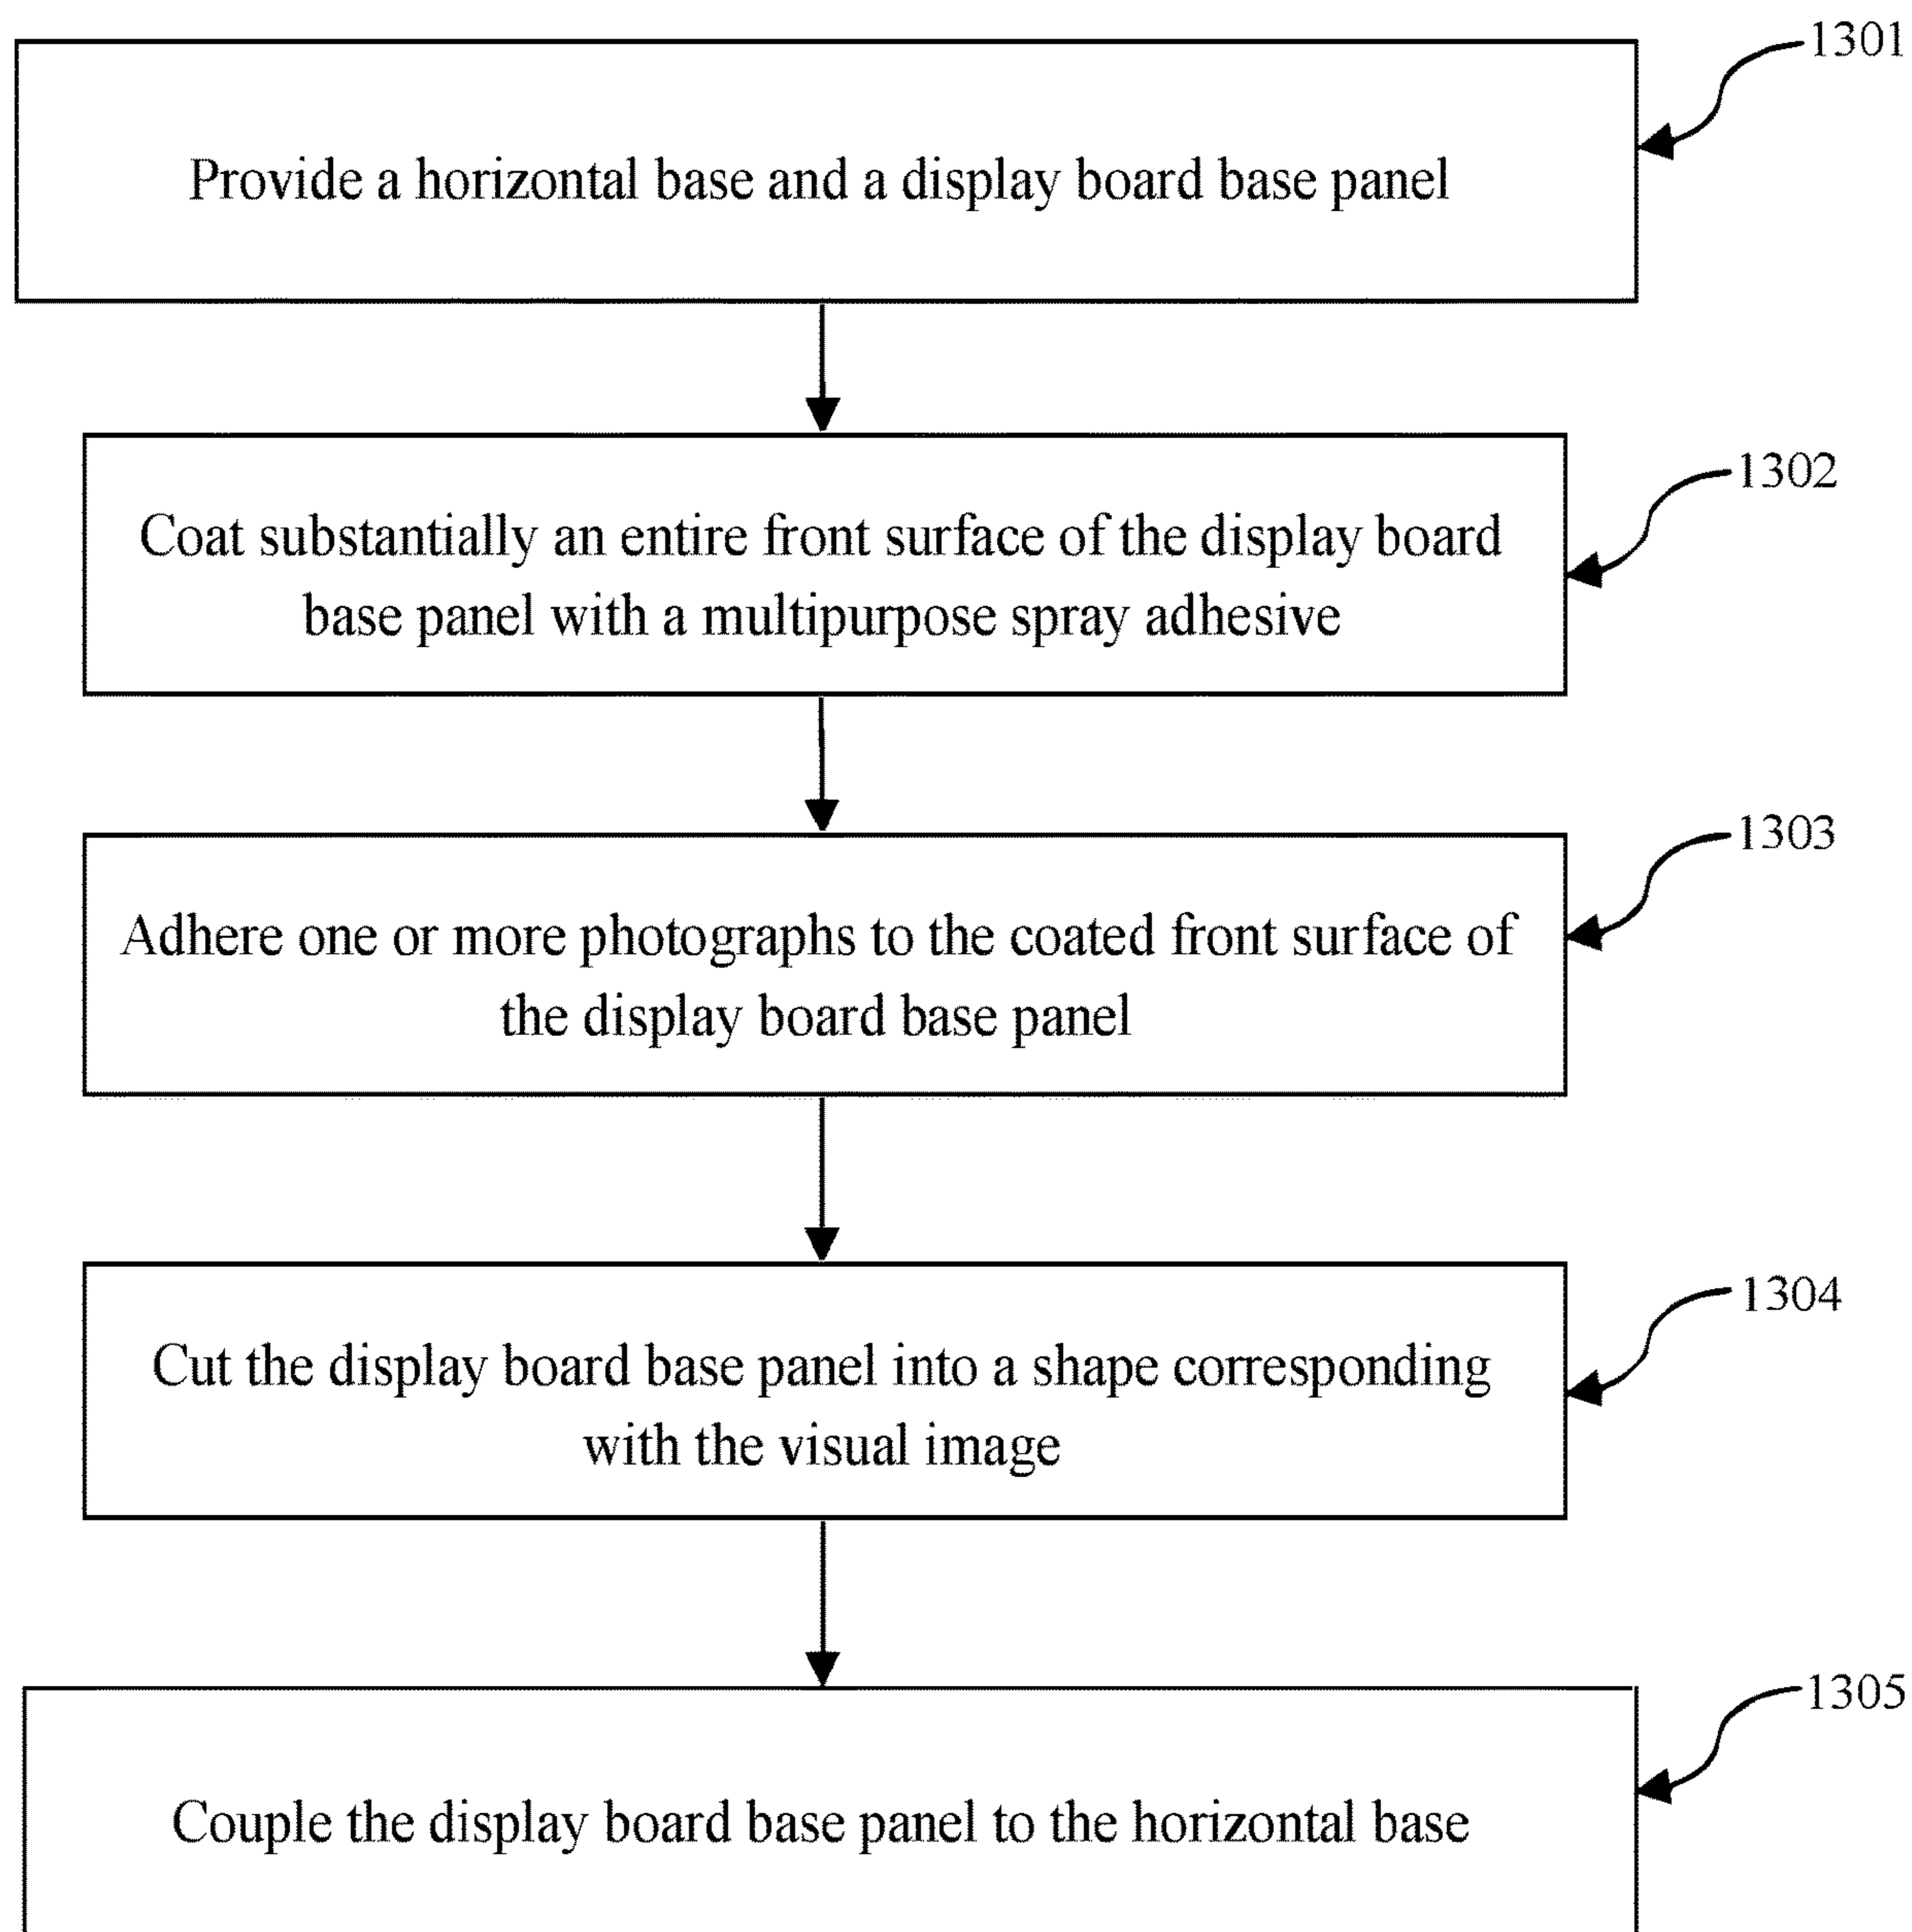 1301
Provide a horizontal base and a display board base panel
1302
Coat substantially an entire front surface of the display board
base panel with a multipurpose spray adhesive
1303
Adhere one or more photographs to the coated front surface of
the display board base panel
1304
Cut the display board base panel into a shape corresponding
with the visual image
1305
Couple the display board base panel to the horizontal base